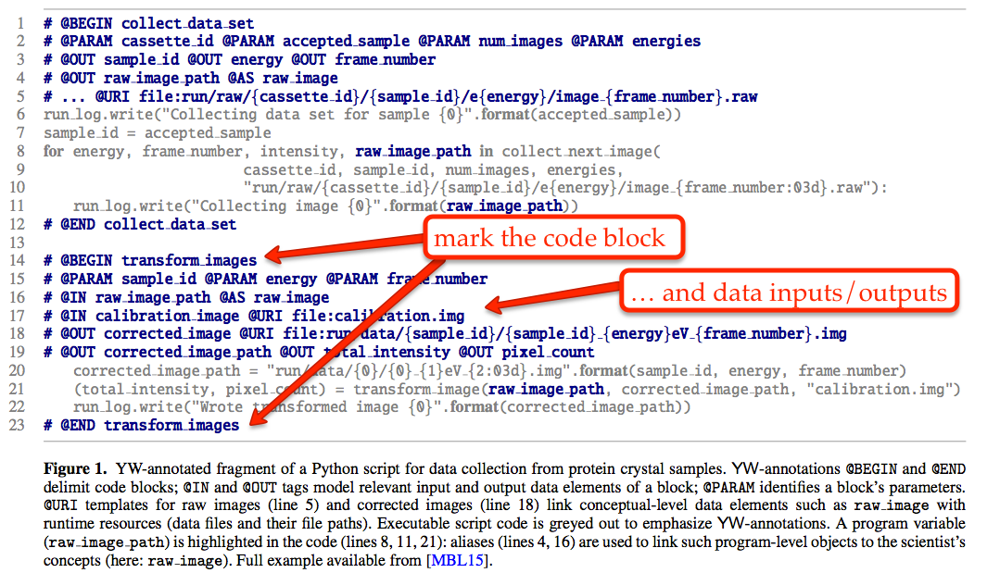 1 # @BEGIN collect_data_set
2 # @PARAM cassette_id @PARAM accepted_sample @PARAM num_images @PARAM energies
3 # @OUT sample_id @OUT energy @OUT frame_number
4 # @OUT raw_image_path @AS raw_image
5 # ... @URI file:run/raw/{cassette_id}/{sample_id}/e{energy}/image_{frame_number}.raw
6 run_log.write("Collecting data set for sample {0}".format(accepted_sample))
7 sample_id = accepted_sample
8 for energy, frame_number, intensity, raw_image_path in collect_next_image(
9 cassette_id, sample_id, num_images, energies,
10 "run/raw/{cassette_id}/{sample_id}/e{energy}/image_{frame_number:03d}.raw"):
11 run_log.write("Collecting image {0}".format(raw_image_path))
12 # @END collect_data_set
mark the code block
13
14 # @BEGIN transform_images
15 # @PARAM sample_id @PARAM energy @PARAM frame_number
... and data inputs/outputs
16 # @IN raw_image_path @AS raw_image
17 # @IN calibration_image @URI file:calibration.img
18 # @OUT corrected_image @URI file:run/data/{sample_id}/{sample_id}_{energy}eV_{frame_number}.img
19 # @OUT corrected_image_path @OUT total_intensity @OUT pixel_count
20 corrected_image_path = "run/data/{0}/{0}_{1}eV_{2:03d}.img".format(sample_id, energy, frame_number)
21 (total_intensity, pixel_count) = transform_image(raw_image_path, corrected_image_path, "calibration.img")
22 run_log.write("Wrote transformed image {0}".format(corrected_image_path))
23 # @END transform_images
Figure 1. YW-annotated fragment of a Python script for data collection from protein crystal samples. YW-annotations @BEGIN and @END
delimit code blocks; @IN and @OUT tags model relevant input and output data elements of a block; @PARAM identifies a block's parameters.
@URI templates for raw images (line 5) and corrected images (line 18) link conceptual-level data elements such as raw_image with
runtime resources (data files and their file paths). Executable script code is greyed out to emphasize YW-annotations. A program variable
(raw_image_path) is highlighted in the code (lines 8, 11, 21): aliases (lines 4, 16) are used to link such program-level objects to the scientist's
concepts (here: raw_image). Full example available from [MBL15].